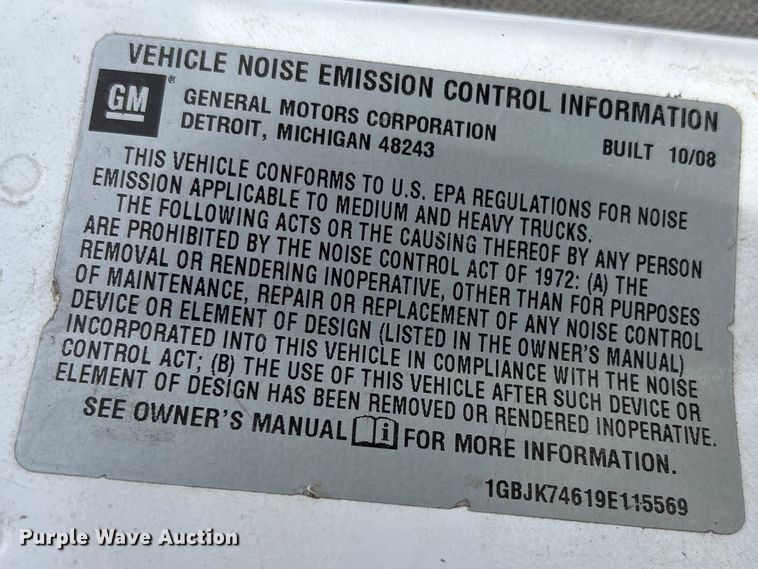 VEHICLE NOISE EMISSION CONTROL INFORMATION
GM ®
GENERAL MOTORS CORPORATION
DETROIT, MICHIGAN 48243
BUILT 10/08
THIS VEHICLE CONFORMS TO U.S. EPA REGULATIONS FOR NOISE
EMISSION APPLICABLE TO MEDIUM AND HEAVY TRUCKS.
THE FOLLOWING ACTS OR THE CAUSING THEREOF BY ANY PERSON
ARE PROHIBITED BY THE NOISE CONTROL ACT OF 1972: (A) THE
REMOVAL OR RENDERING INOPERATIVE, OTHER THAN FOR PURPOSES
OF MAINTENANCE, REPAIR OR REPLACEMENT OF ANY NOISE CONTROL
DEVICE OR ELEMENT OF DESIGN (LISTED IN THE OWNER'S MANUAL)
INCORPORATED INTO THIS VEHICLE IN COMPLIANCE WITH THE NOISE
CONTROL ACT; (B) THE USE OF THIS VEHICLE AFTER SUCH DEVICE OR
ELEMENT OF DESIGN HAS BEEN REMOVED OR RENDERED INOPERATIVE.
SEE OWNER'S MANUAL i FOR MORE INFORMATION.
1GBJK74619E115569
Purple Wave Auction